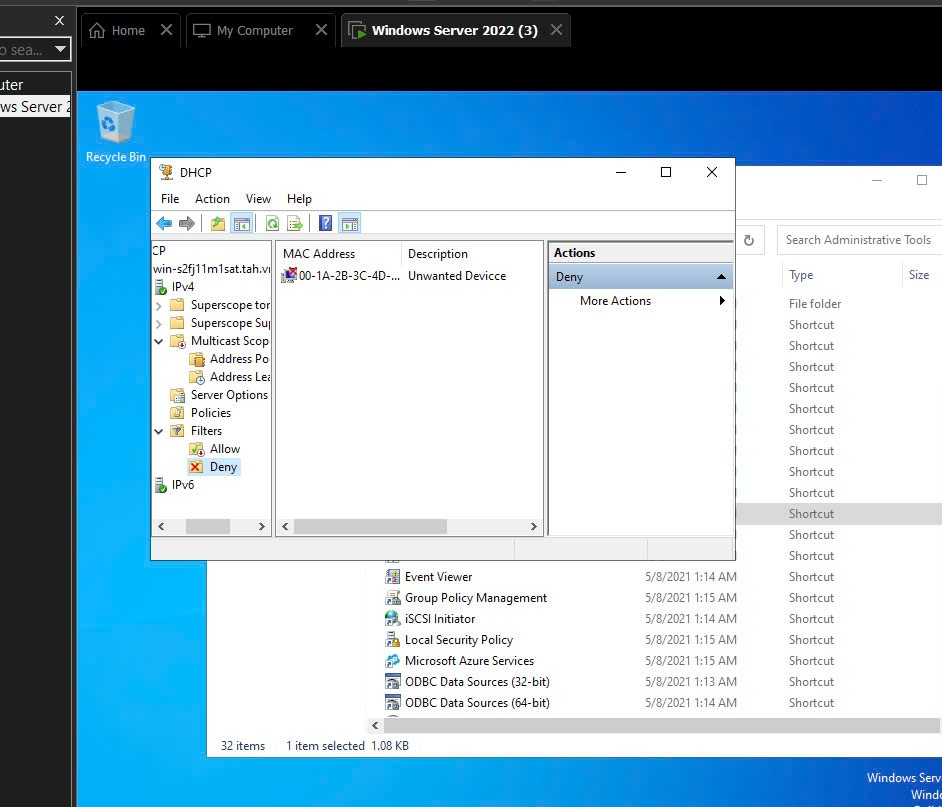 Home
My Computer
Windows Server 2022 (3)
o sea...
uter
ws Server 2
Recycle Bin
DHCP
File Action View Help
CP
win-s2fj11m1sat.tah.vr
IPv4
Superscope tor
Superscope Sup
Multicast Scop
Address Po
Address Lea
Server Options
Policies
Filters
Allow
Deny
IPv6
MAC Address Description
00-1A-2B-3C-4D-... Unwanted Devicce
Actions
Deny
More Actions
Search Administrative Tools
Type Size
File folder
Shortcut
Shortcut
Shortcut
Shortcut
Shortcut
Shortcut
Shortcut
Shortcut
Shortcut
Shortcut
Shortcut
Shortcut
Event Viewer 5/8/2021 1:14 AM Shortcut
Group Policy Management 5/8/2021 1:15 AM Shortcut
iSCSI Initiator 5/8/2021 1:14 AM Shortcut
Local Security Policy 5/8/2021 1:15 AM Shortcut
Microsoft Azure Services 5/8/2021 1:15 AM Shortcut
ODBC Data Sources (32-bit) 5/8/2021 1:13 AM Shortcut
ODBC Data Sources (64-bit) 5/8/2021 1:14 AM Shortcut
32 items 1 item selected 1.08 KB
Windows Serv
Windo